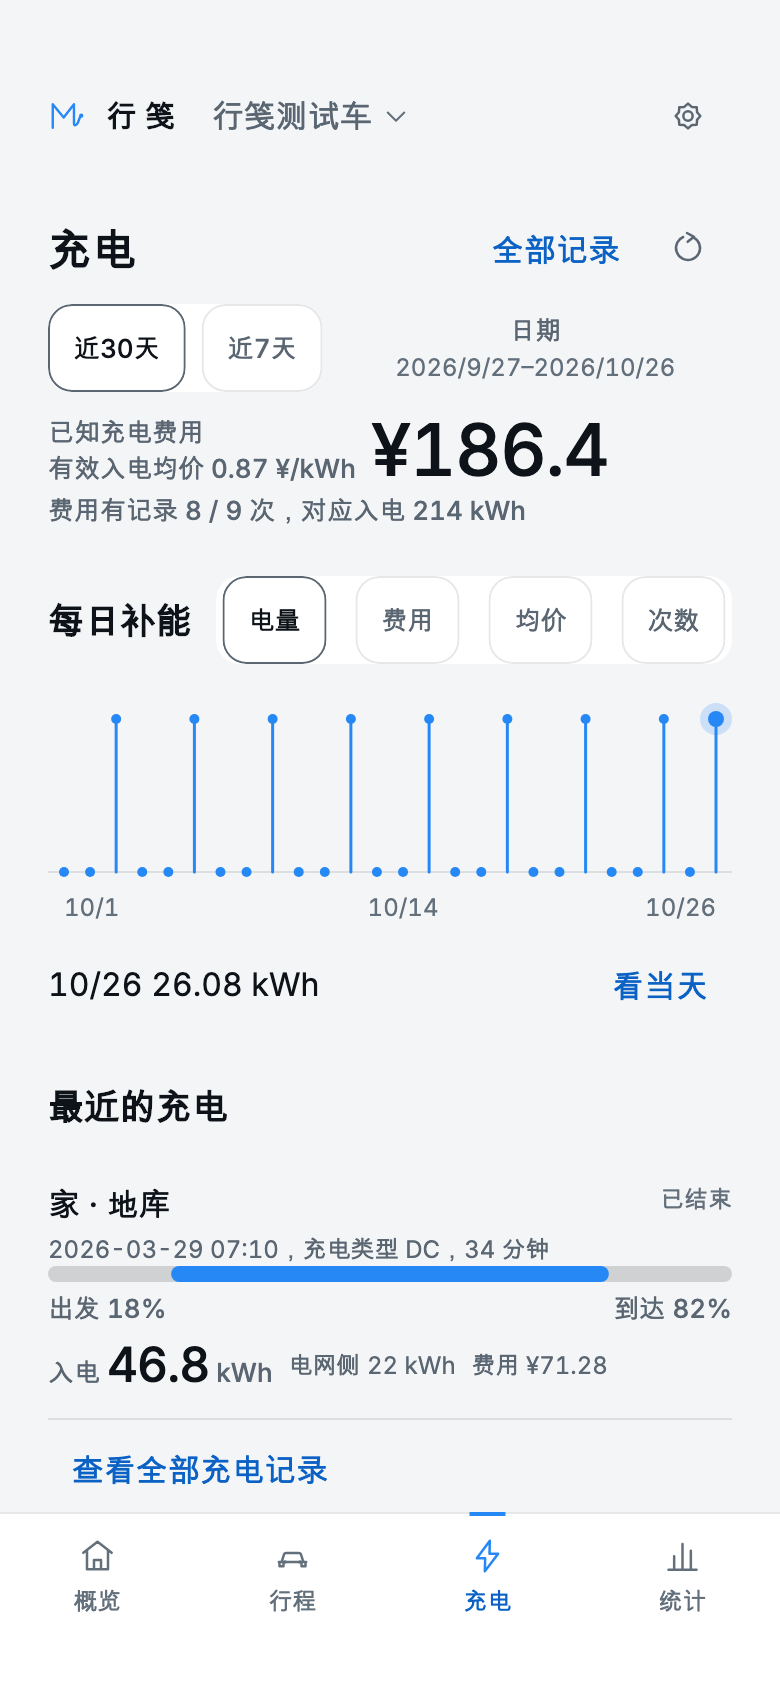 行笺 行笺测试车
充电 全部记录
近30天 近7天 日期
2026/9/27–2026/10/26
已知充电费用
有效入电均价 0.87 ¥/kWh ¥186.4
费用有记录 8 / 9 次，对应入电 214 kWh
每日补能 电量 费用 均价 次数
10/1 10/14 10/26
10/26 26.08 kWh 看当天
最近的充电
家 · 地库 已结束
2026-03-29 07:10，充电类型 DC，34 分钟
出发 18% 到达 82%
入电 46.8 kWh 电网侧 22 kWh 费用 ¥71.28
查看全部充电记录
概览 行程 充电 统计